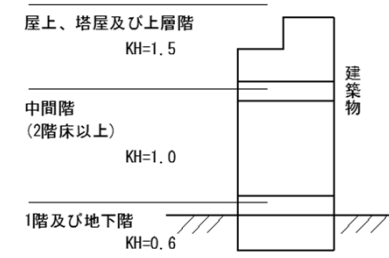 屋上、塔屋及び上層階
KH=1.5
中間階
(2階床以上)
KH=1.0
1階及び地下階
KH=0.6
建築物